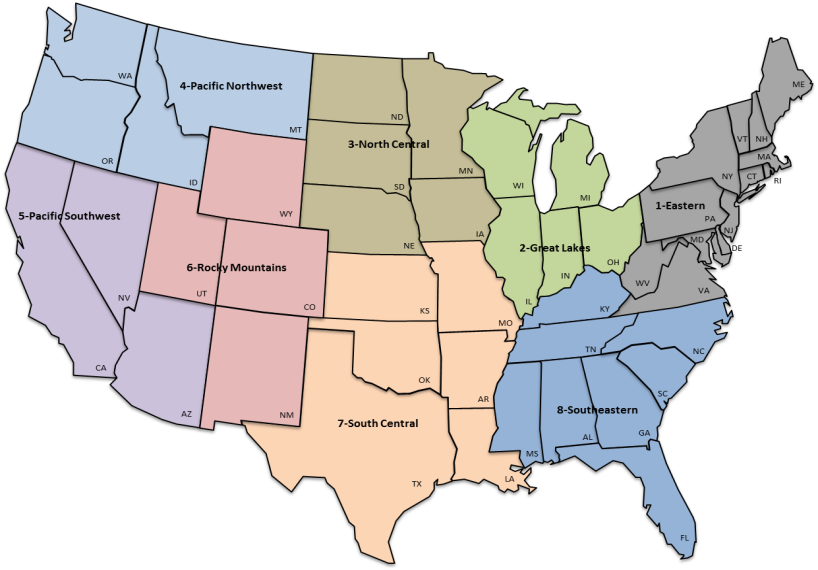 ME
WA
4-Pacific Northwest
ND
MT
VT
NH
3-North Central
MA
OR
MN
NY
CT
RI
ID
SD
WI
MI
1-Eastern
5-Pacific Southwest
WY
PA
NJ
IA
MD
NE
2-Great Lakes
DE
6-Rocky Mountains
OH
IN
WV
VA
UT
NV
CO
IL
KS
KY
MO
TN
NC
CA
OK
AR
SC
AZ
NM
8-Southeastern
7-South Central
GA
AL
MS
TX
LA
FL